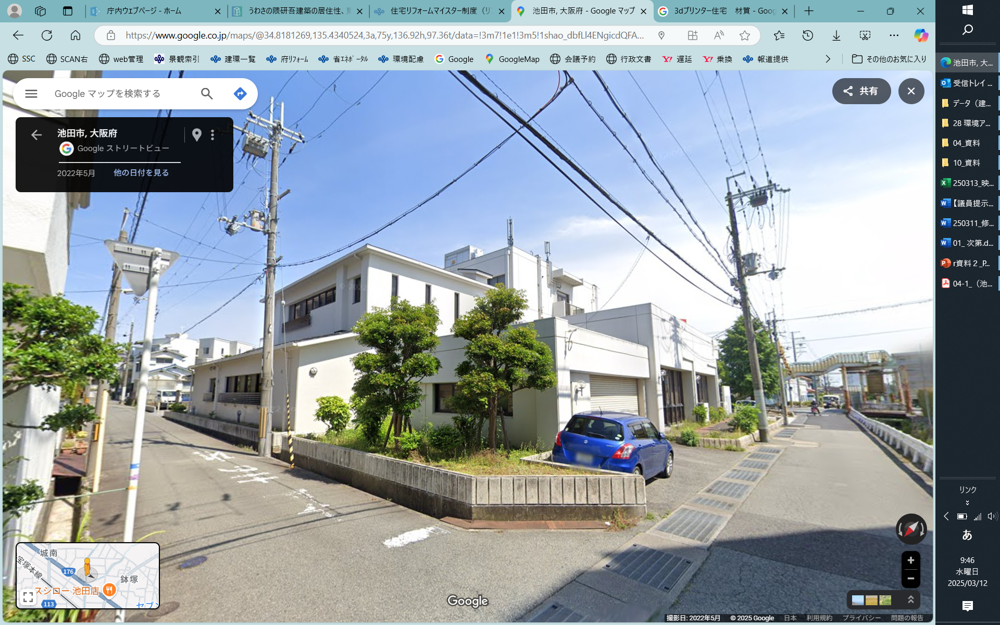 庁内ウェブページ - ホーム
うわさの隈研吾建築の居住性、
住宅リフォームマイスター制度（リ
池田市, 大阪府 - Google マップ
3dプリンター住宅　材質 - Goog
https://www.google.co.jp/maps/@34.8181269,135.4340524,3a,75y,136.92h,97.36t/data=!3m7!1e1!3m5!1shao_dbfLl4ENgicdQFA...
SSC
SCAN右
web管理
景観索引
建環一覧
府ﾘﾌｫｰﾑ
省ｴﾈﾎﾟｰﾀﾙ
環境配慮
Google
GoogleMap
会議予約
行政文書
遅延
乗換
報道提供
その他のお気に入り
Google マップを検索する
共有
池田市, 大阪府
Google ストリートビュー
2022年5月
他の日付を見る
城南
宝塚本線
176
鉢塚
スシロー 池田店
113
セブン
Google
撮影日: 2022年5月
© 2025 Google
日本
利用規約
プライバシー
問題の報告
池田市, 大...
受信トレイ ...
データ（建...
28 環境ア...
04_資料
10_資料
250313_映...
【議員提示...
250311_修...
01_ 次第.d...
r資料２_P...
04-1_（池...
リンク
あ
9:46
水曜日
2025/03/12